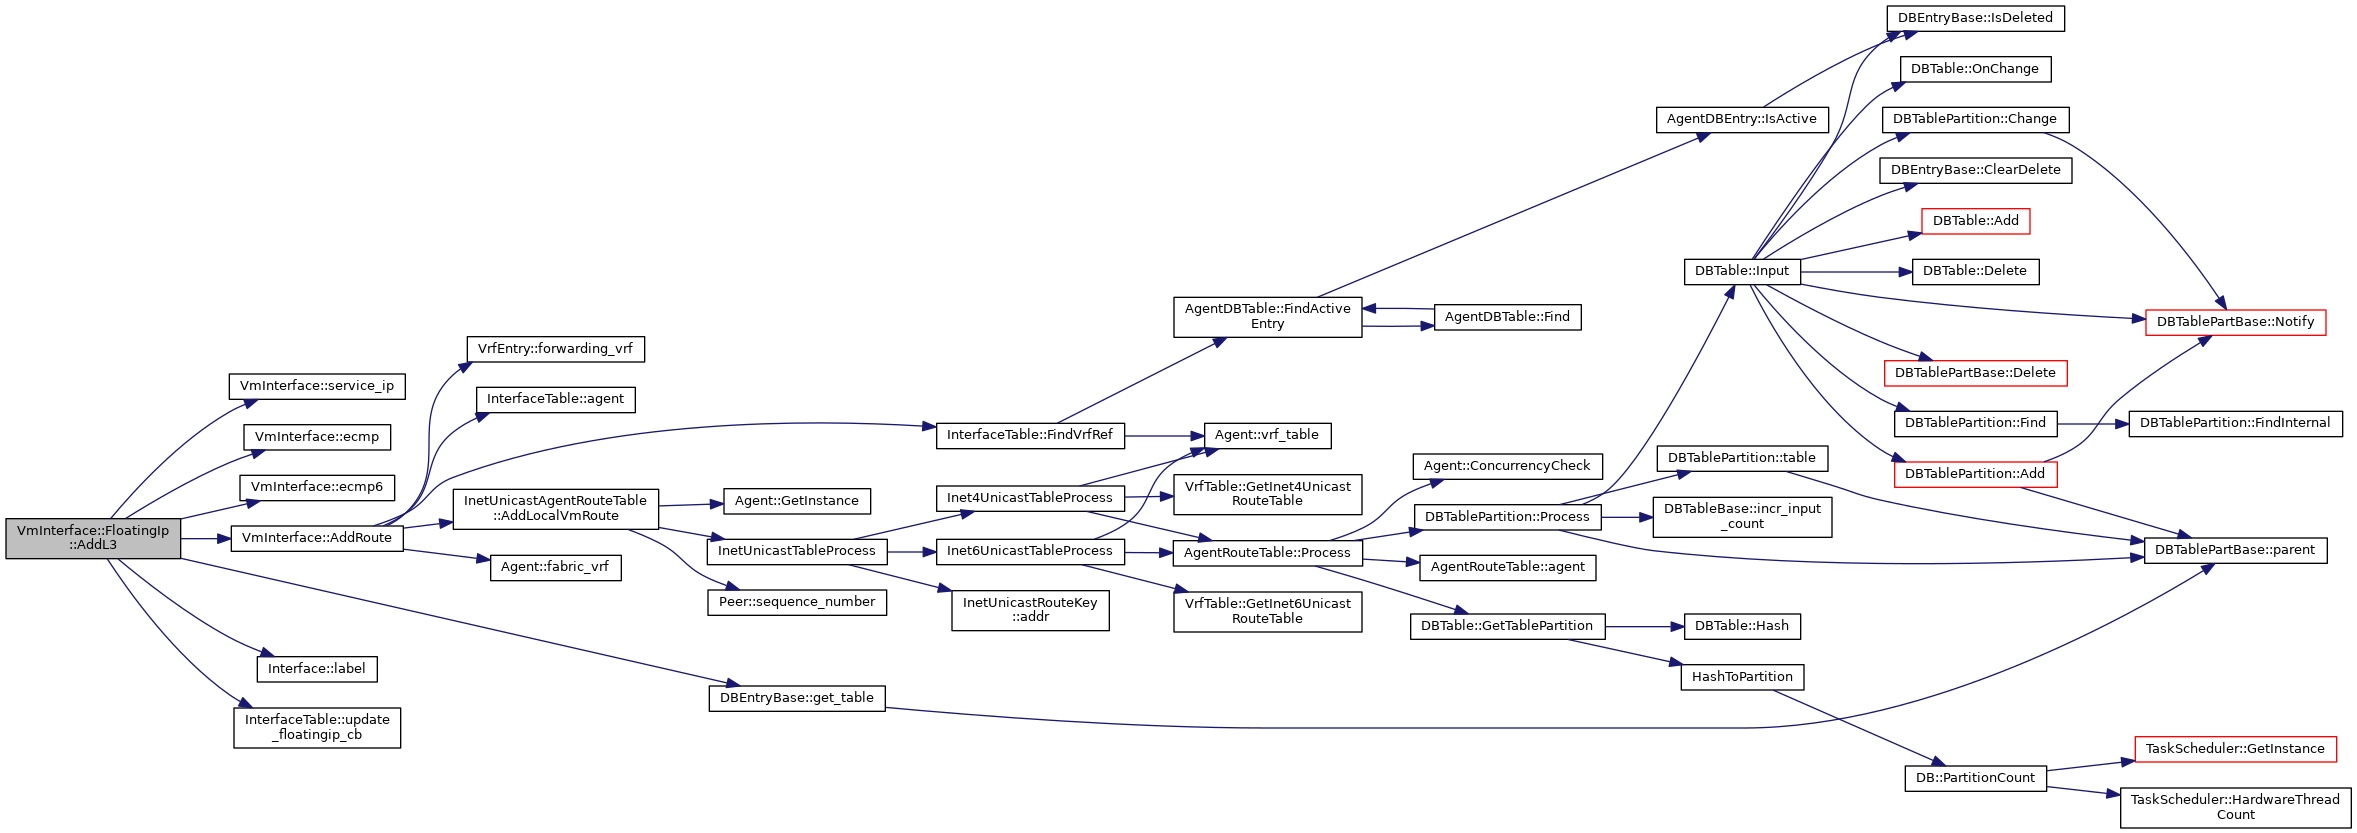 VmInterface::FloatingIp
::AddL3
VmInterface::service_ip
VmInterface::ecmp
VmInterface::ecmp6
VmInterface::AddRoute
Interface::label
InterfaceTable::update
_floatingip_cb
VrfEntry::forwarding_vrf
InterfaceTable::agent
InetUnicastAgentRouteTable
::AddLocalVmRoute
Agent::fabric_vrf
Agent::GetInstance
InetUnicastTableProcess
Peer::sequence_number
DBEntryBase::get_table
InterfaceTable::FindVrfRef
Inet4UnicastTableProcess
Inet6UnicastTableProcess
InetUnicastRouteKey
::addr
AgentDBTable::FindActive
Entry
Agent::vrf_table
VrfTable::GetInet4Unicast
RouteTable
AgentRouteTable::Process
VrfTable::GetInet6Unicast
RouteTable
AgentDBTable::Find
Agent::ConcurrencyCheck
DBTablePartition::Process
AgentRouteTable::agent
DBTable::GetTablePartition
AgentDBEntry::IsActive
DBTable::Input
DBTablePartition::table
DBTableBase::incr_input
_count
DBTable::Hash
HashToPartition
DBEntryBase::IsDeleted
DBTable::OnChange
DBTablePartition::Change
DBEntryBase::ClearDelete
DBTable::Add
DBTable::Delete
DBTablePartBase::Notify
DBTablePartBase::Delete
DBTablePartition::Find
DBTablePartition::FindInternal
DBTablePartition::Add
DBTablePartBase::parent
DB::PartitionCount
TaskScheduler::GetInstance
TaskScheduler::HardwareThread
Count